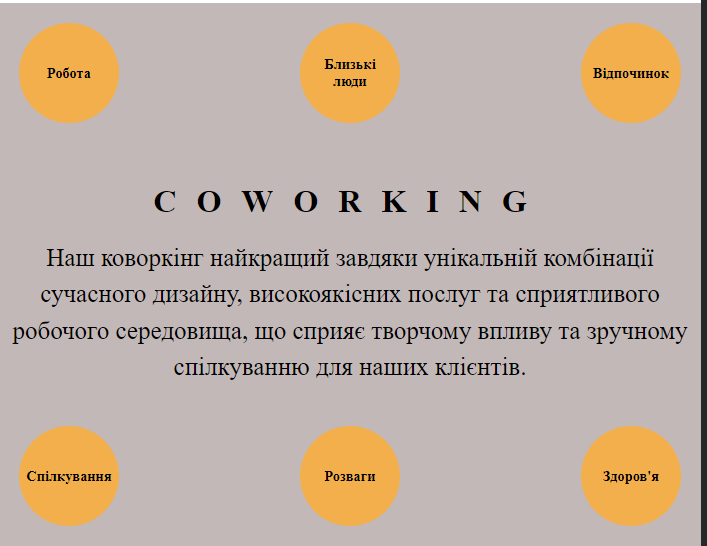 Робота
Близькі
люди
Відпочинок
C O W O R K I N G
Наш коворкінг найкращий завдяки унікальній комбінації
сучасного дизайну, високоякісних послуг та сприятливого
робочого середовища, що сприяє творчому впливу та зручному
спілкуванню для наших клієнтів.
Спілкування
Розваги
Здоров'я